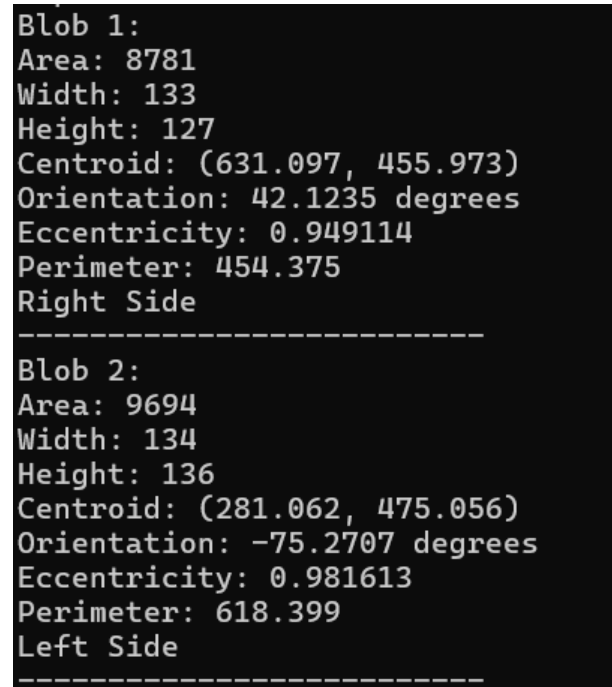 Blob 1:
Area: 8781
Width: 133
Height: 127
Centroid: (631.097, 455.973)
Orientation: 42.1235 degrees
Eccentricity: 0.949114
Perimeter: 454.375
Right Side
--------------------------
Blob 2:
Area: 9694
Width: 134
Height: 136
Centroid: (281.062, 475.056)
Orientation: -75.2707 degrees
Eccentricity: 0.981613
Perimeter: 618.399
Left Side
--------------------------